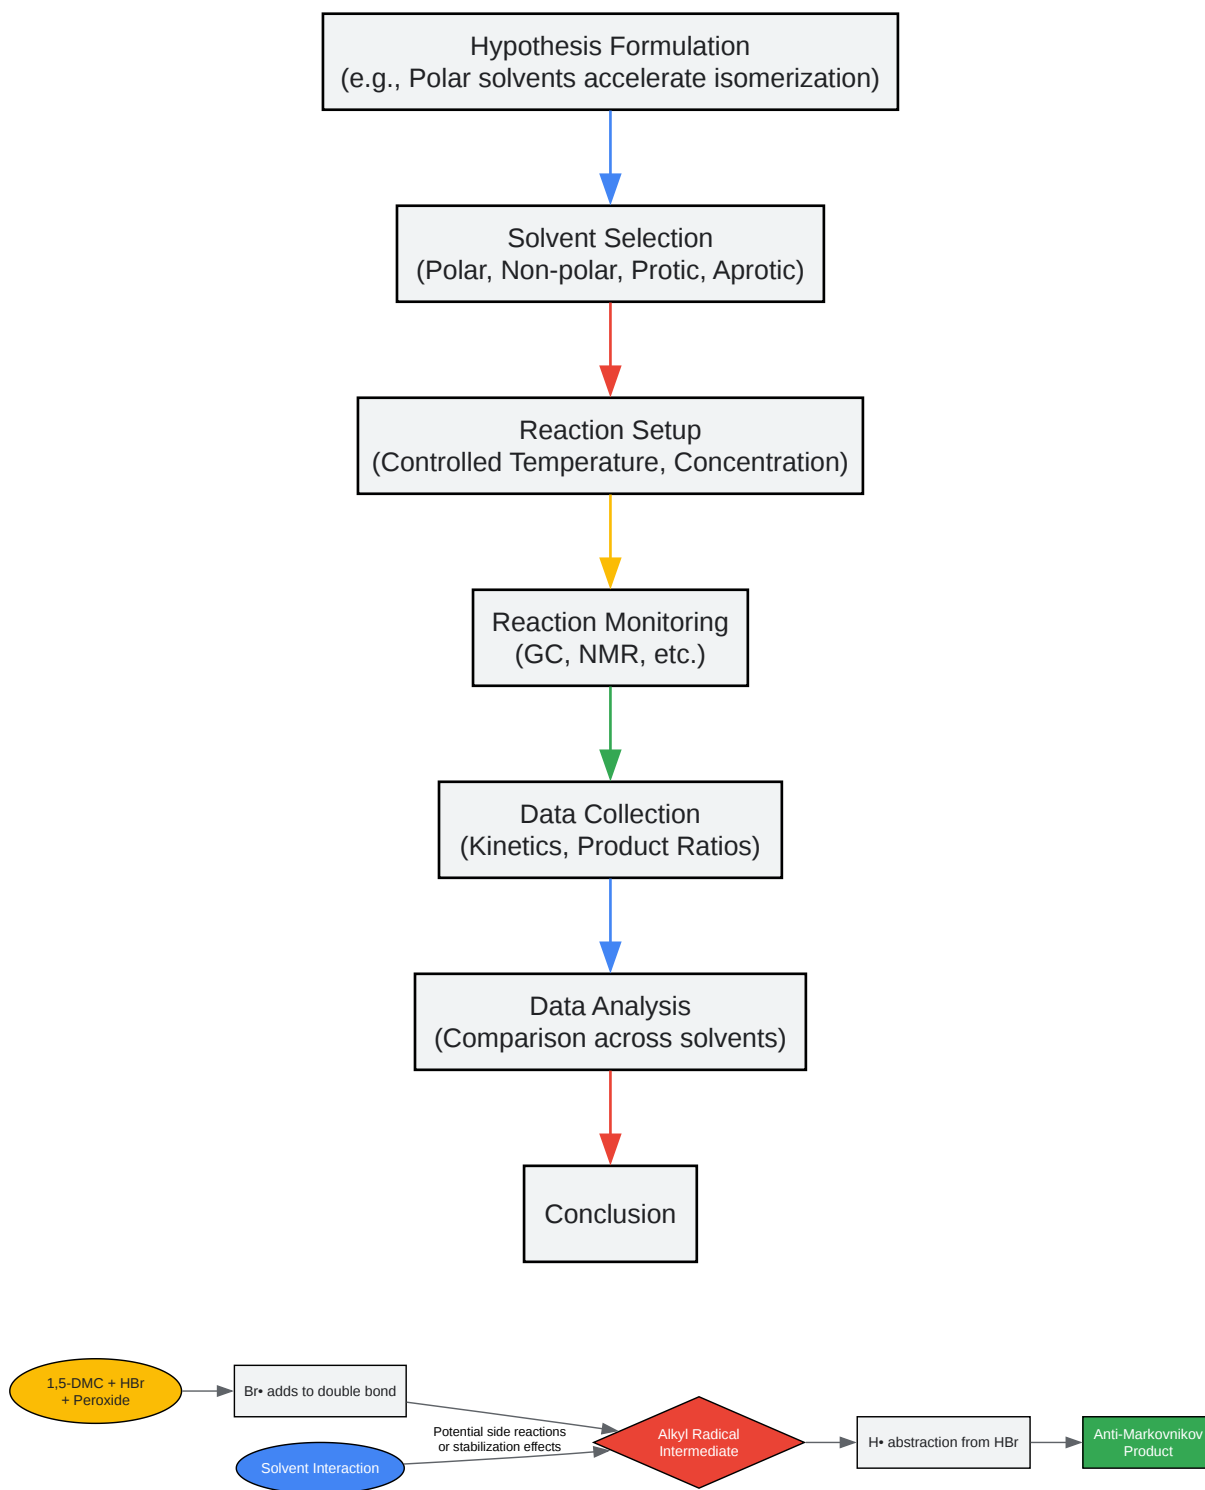 Hypothesis Formulation
(e.g., Polar solvents accelerate isomerization)
Solvent Selection
(Polar, Non-polar, Protic, Aprotic)
Reaction Setup
(Controlled Temperature, Concentration)
Reaction Monitoring
(GC, NMR, etc.)
Data Collection
(Kinetics, Product Ratios)
Data Analysis
(Comparison across solvents)
Conclusion
1,5-DMC + HBr
+ Peroxide
Br• adds to double bond
Solvent Interaction
Potential side reactions
or stabilization effects
Alkyl Radical
Intermediate
H• abstraction from HBr
Anti-Markovnikov
Product